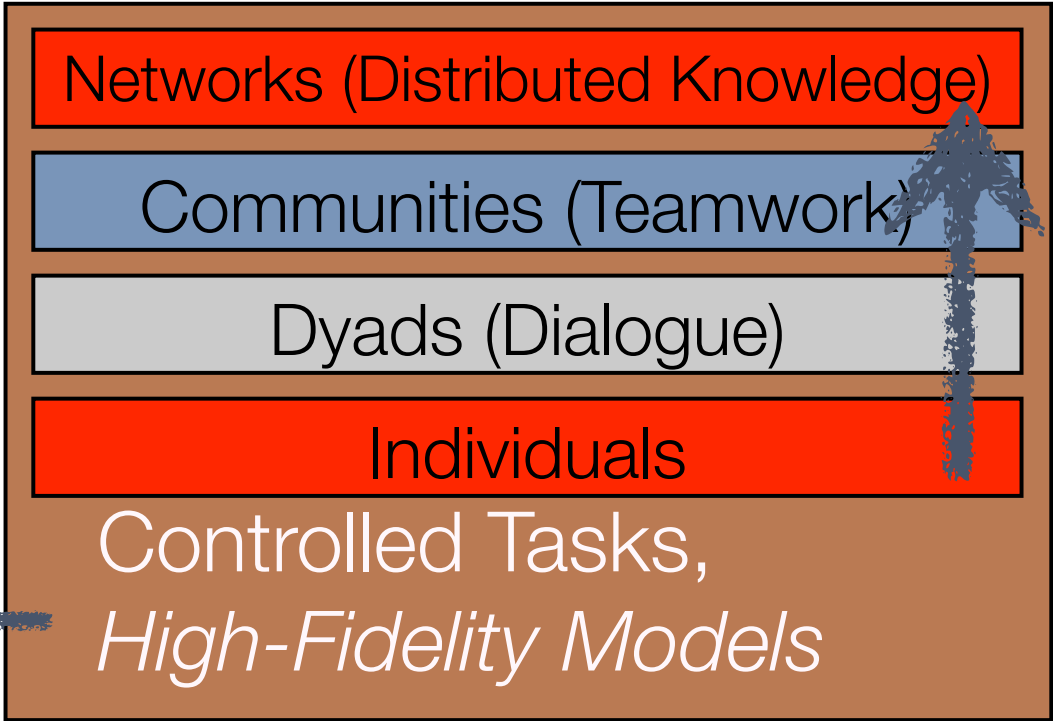 Networks (Distributed Knowledge)
Communities (Teamwork)
Dyads (Dialogue)
Individuals
Controlled Tasks,
High-Fidelity Models